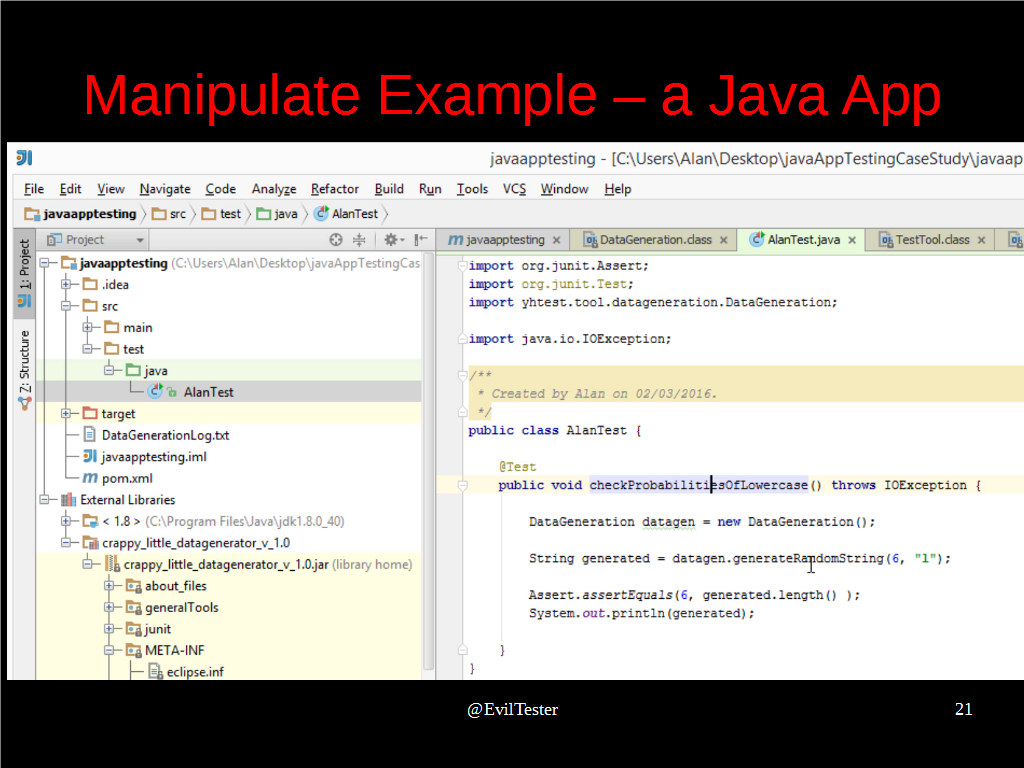 Manipulate Example – a Java App
javaapptesting - [C:\Users\Alan\Desktop\javaAppTestingCaseStudy\javaap
File Edit View Navigate Code Analyze Refactor Build Run Tools VCS Window Help
javaapptesting src test java AlanTest
1: Project
Z: Structure
Project
javaapptesting (C:\Users\Alan\Desktop\javaAppTestingCas
.idea
src
main
test
java
AlanTest
target
DataGenerationLog.txt
javaapptesting.iml
pom.xml
External Libraries
< 1.8 > (C:\Program Files\Java\jdk1.8.0_40)
crappy_little_datagenerator_v_1.0
crappy_little_datagenerator_v_1.0.jar (library home)
about_files
generalTools
junit
META-INF
eclipse.inf
javaapptesting DataGeneration.class AlanTest.java TestTool.class
import org.junit.Assert;
import org.junit.Test;
import yhtest.tool.datageneration.DataGeneration;
import java.io.IOException;
/**
* Created by Alan on 02/03/2016.
*/
public class AlanTest {
@Test
public void checkProbabilitiesOfLowercase() throws IOException {
DataGeneration datagen = new DataGeneration();
String generated = datagen.generateRandomString(6, "l");
Assert.assertEquals(6, generated.length() );
System.out.println(generated);
}
}
@EvilTester
21